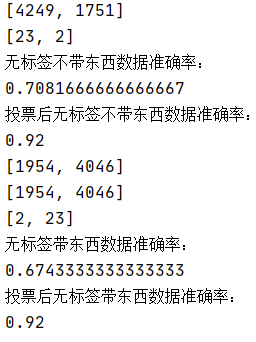 [4249, 1751]
[23, 2]
无标签不带东西数据准确率:
0.7081666666666667
投票后无标签不带东西数据准确率:
0.92
[1954, 4046]
[1954, 4046]
[2, 23]
无标签带东西数据准确率:
0.6743333333333333
投票后无标签带东西数据准确率:
0.92